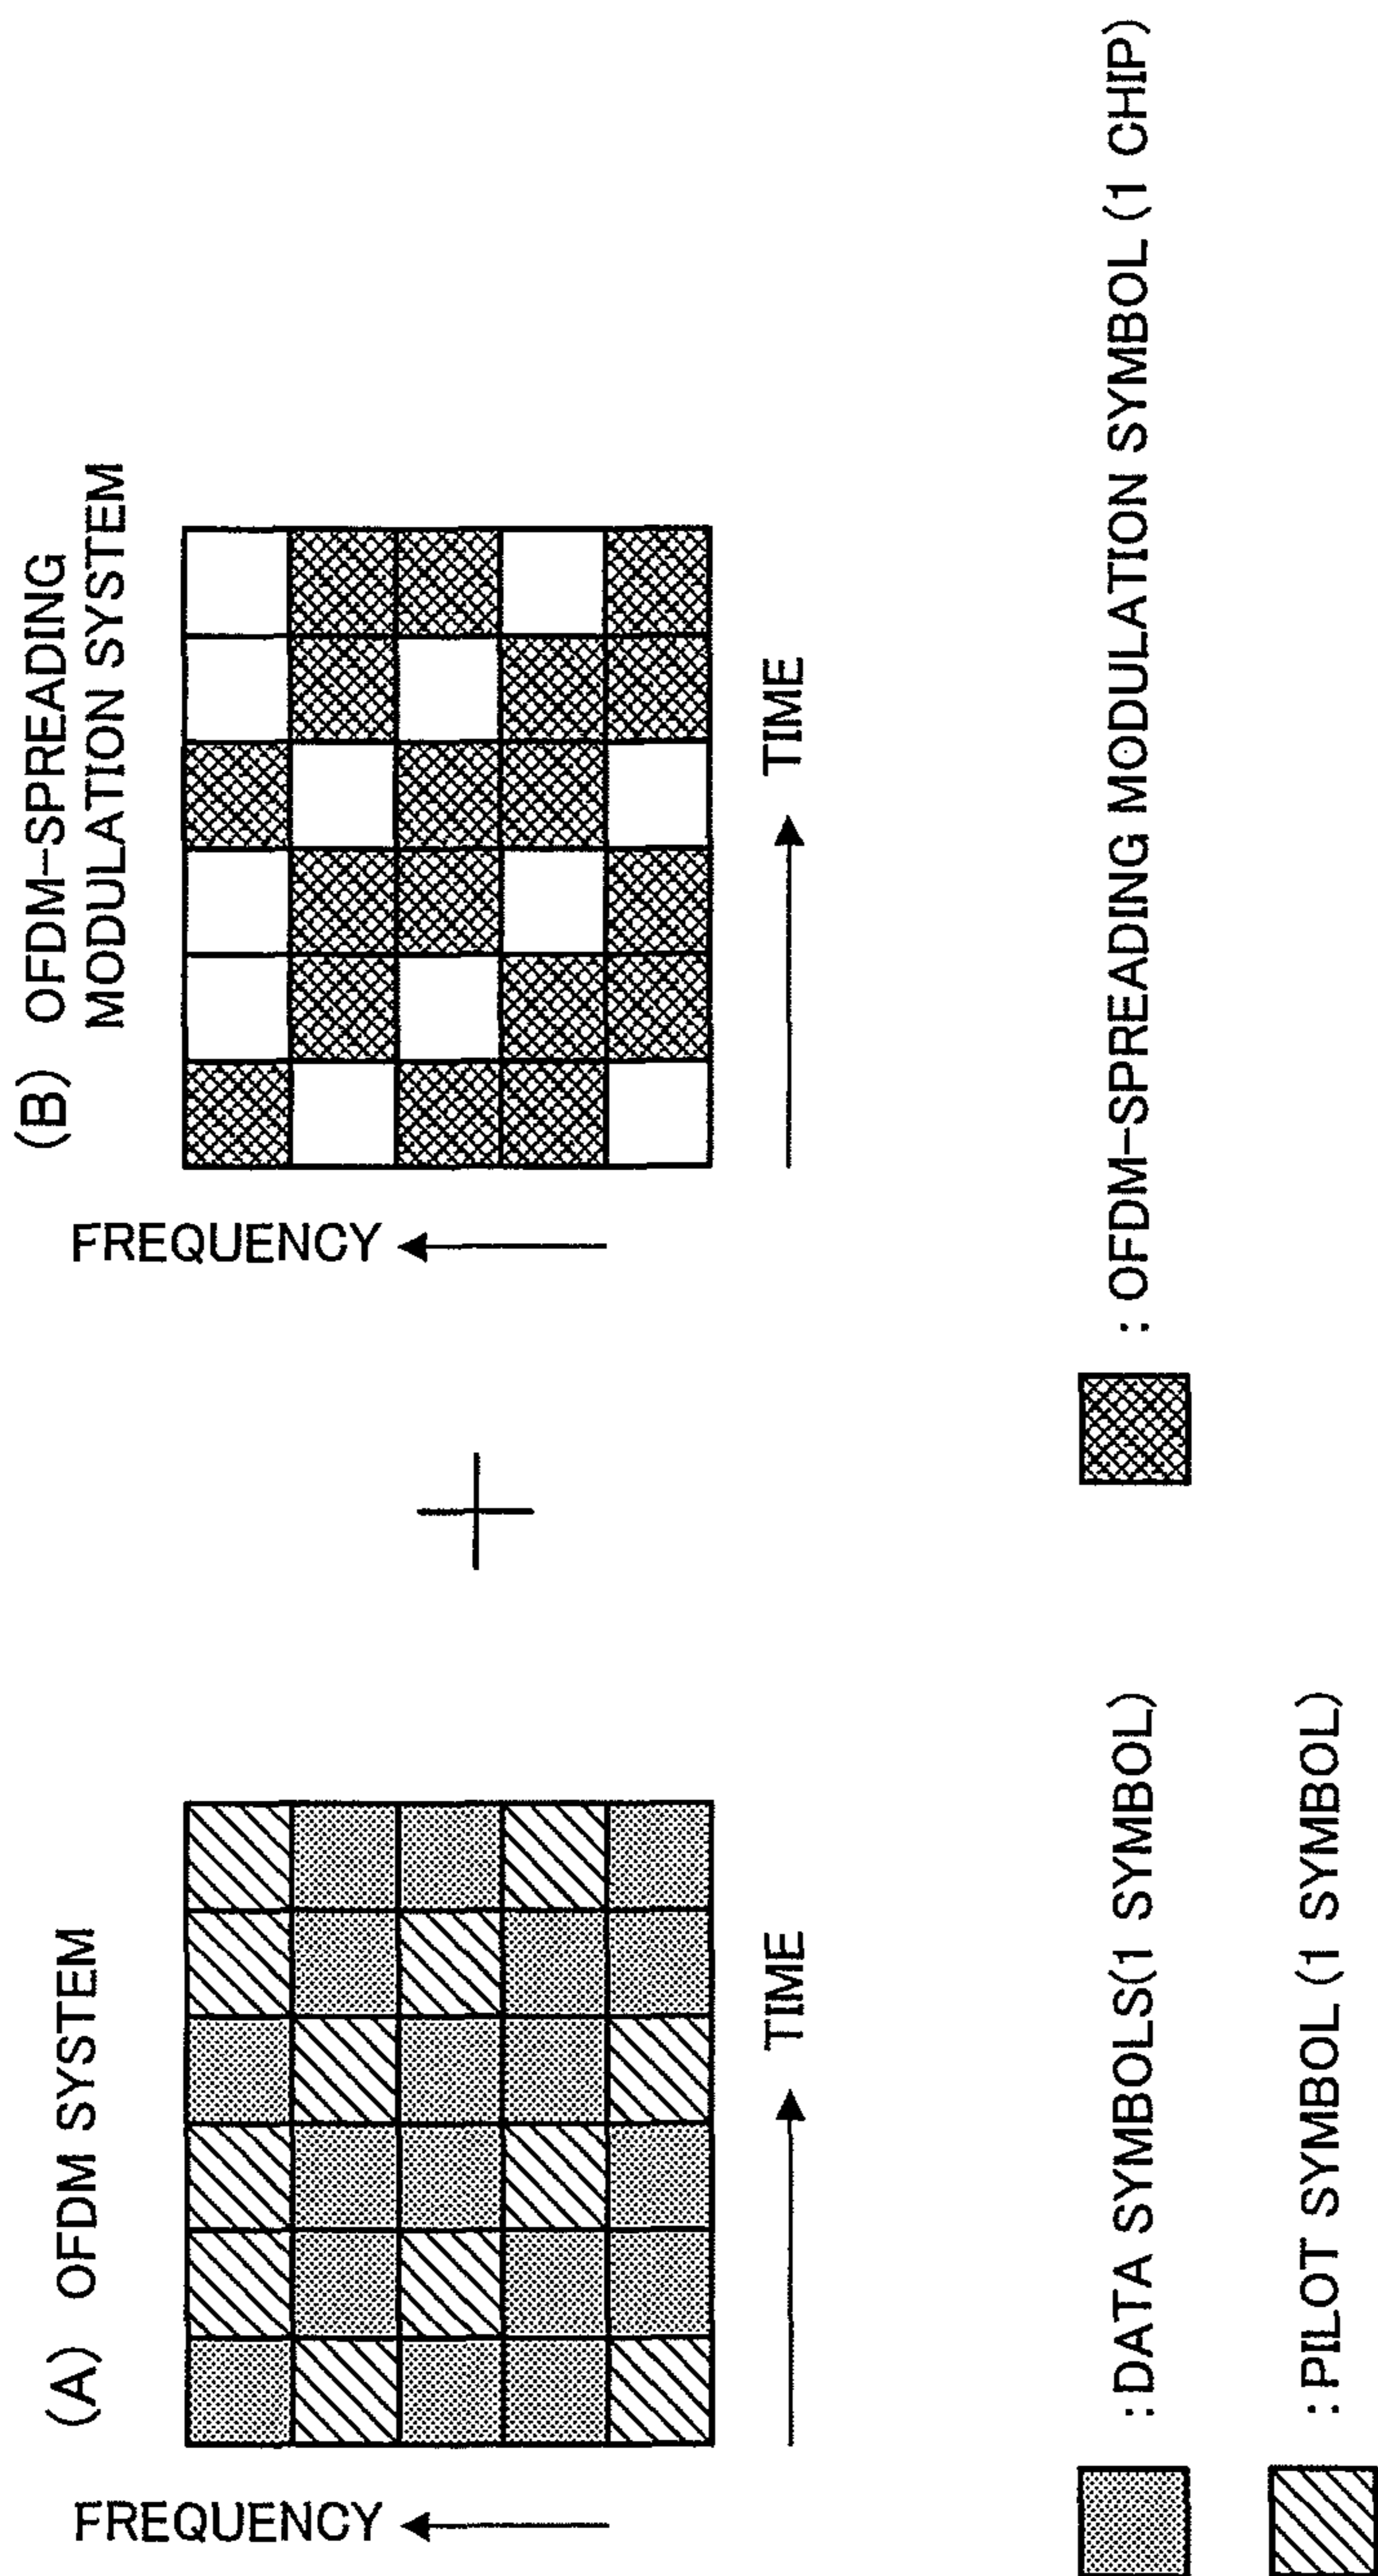 (A) OFDM SYSTEM
FREQUENCY
TIME
+
(B) OFDM-SPREADING
MODULATION SYSTEM
FREQUENCY
TIME
:DATA SYMBOLS(1 SYMBOL)
:PILOT SYMBOL (1 SYMBOL)
: OFDM-SPREADING MODULATION SYMBOL (1 CHIP)